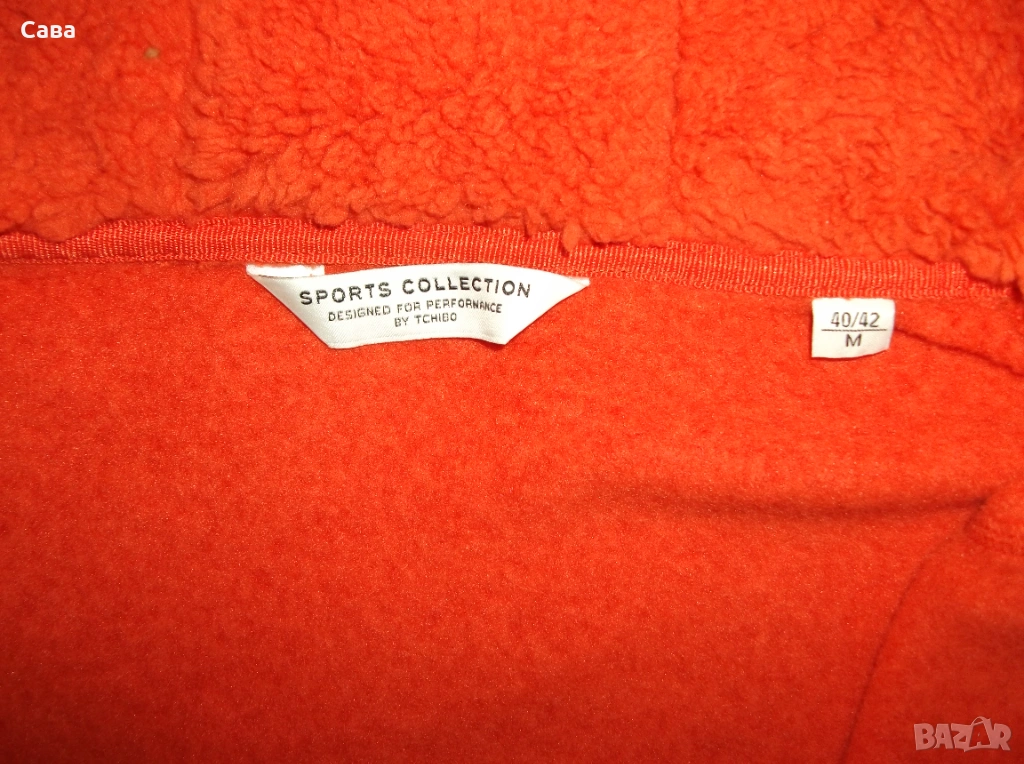 Сава
SPORTS COLLECTION
DESIGNED FOR PERFORMANCE
BY TCHIBO
40/42
M
BAZAR